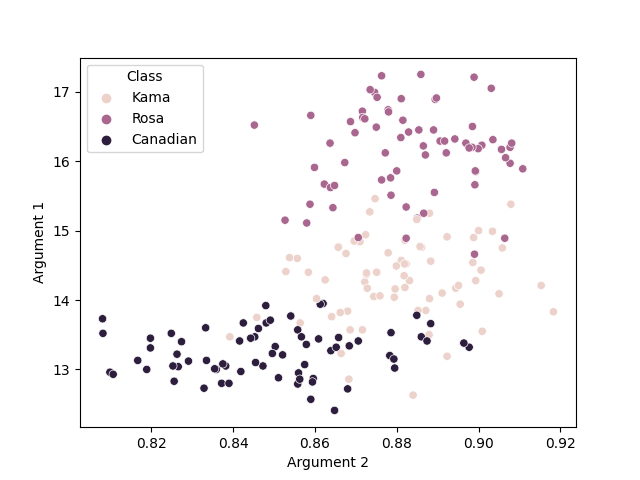 Class
Kama
Rosa
Canadian
17
16
15
14
13
Argument 1
0.82
0.84
0.86
0.88
0.90
0.92
Argument 2